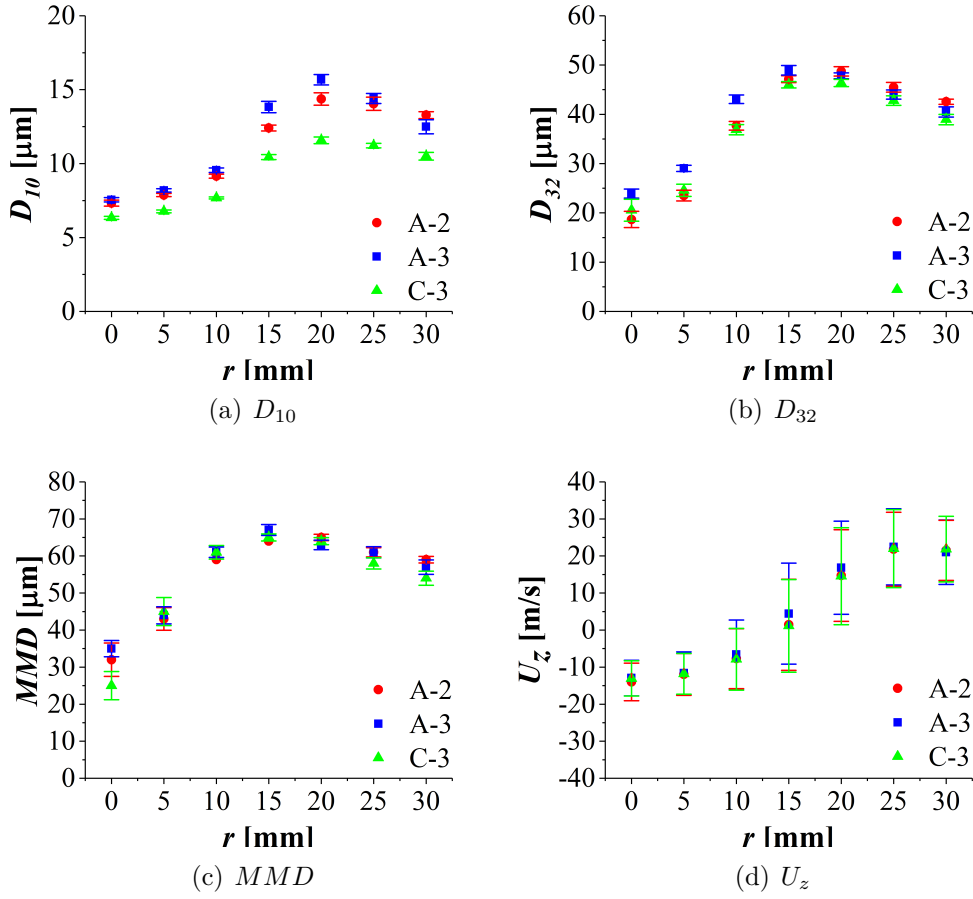 20
15
10
5
0
D10 [µm]
A-2
A-3
C-3
0 5 10 15 20 25 30
r [mm]
(a) D10
60
50
40
30
20
10
0
D32 [µm]
A-2
A-3
C-3
0 5 10 15 20 25 30
r [mm]
(b) D32
80
70
60
50
40
30
20
10
0
MMD [µm]
A-2
A-3
C-3
0 5 10 15 20 25 30
r [mm]
(c) MMD
40
30
20
10
0
-10
-20
-30
-40
Uz [m/s]
A-2
A-3
C-3
0 5 10 15 20 25 30
r [mm]
(d) Uz